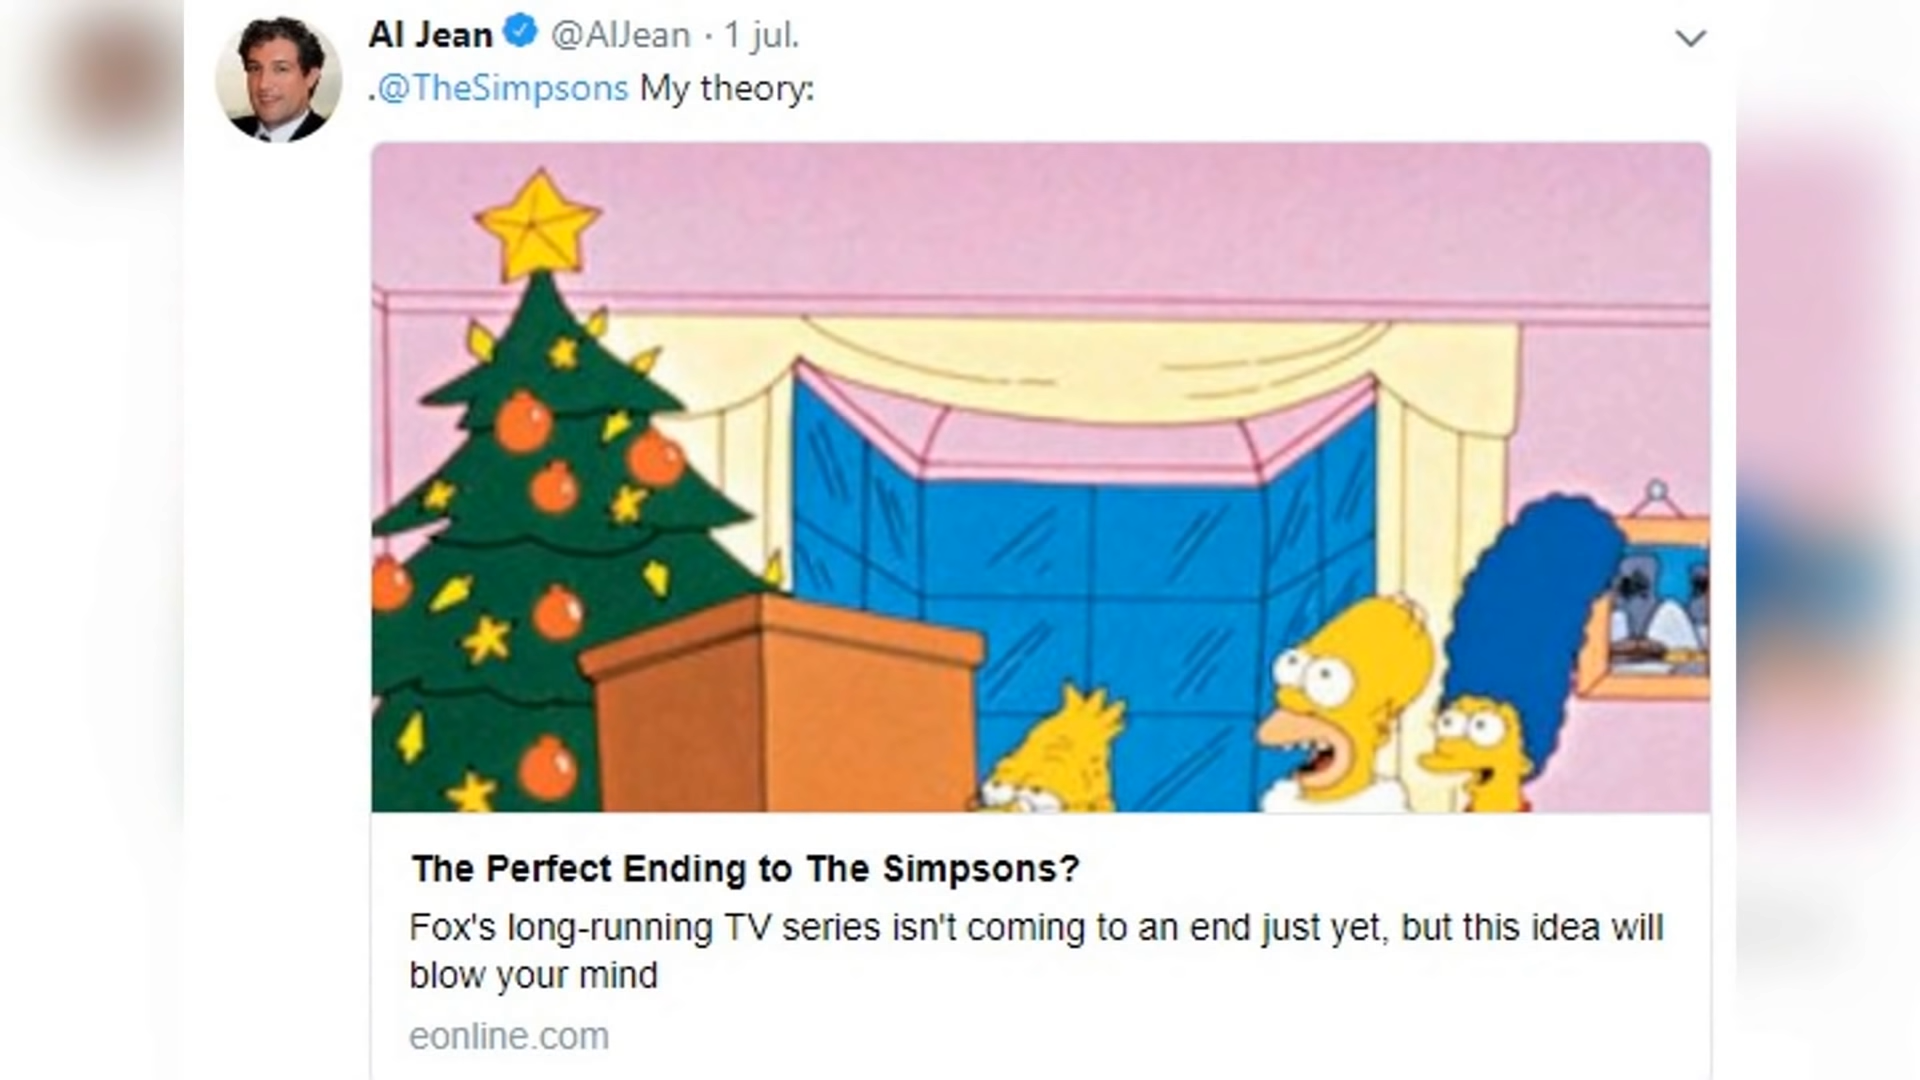 Al Jean @AlJean · 1 jul.
.@TheSimpsons My theory:
The Perfect Ending to The Simpsons?
Fox's long-running TV series isn't coming to an end just yet, but this idea will
blow your mind
eonline.com